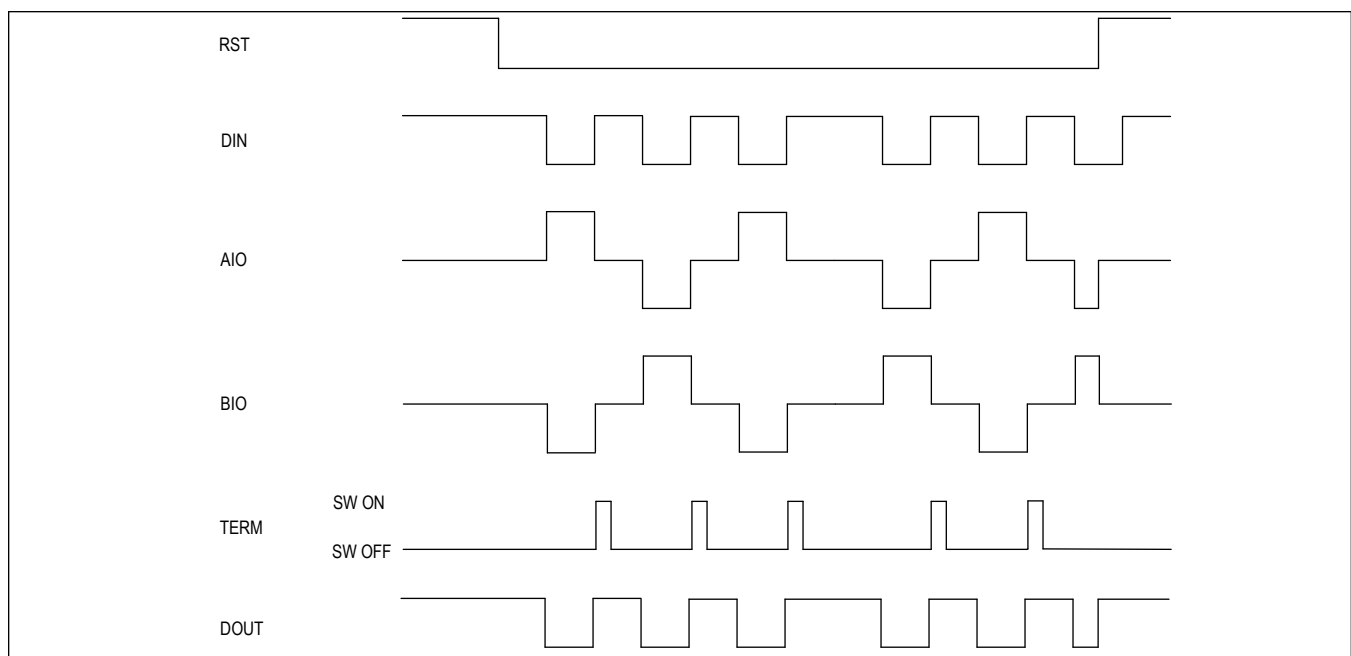 RST
DIN
AIO
BIO
SW ON
TERM
SW OFF
DOUT